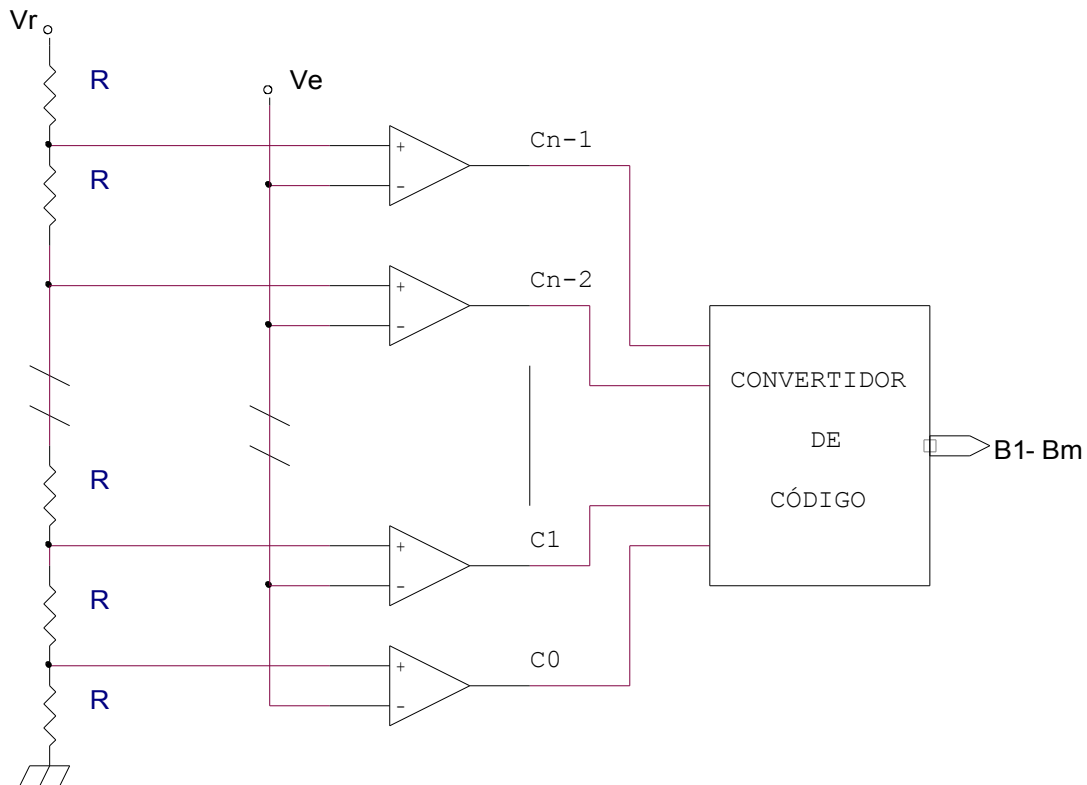 Vr
R
Ve
Cn-1
R
Cn-2
CONVERTIDOR
DE
CÓDIGO
B1- Bm
R
C1
R
C0
R
+
-
+
-
+
-
+
-